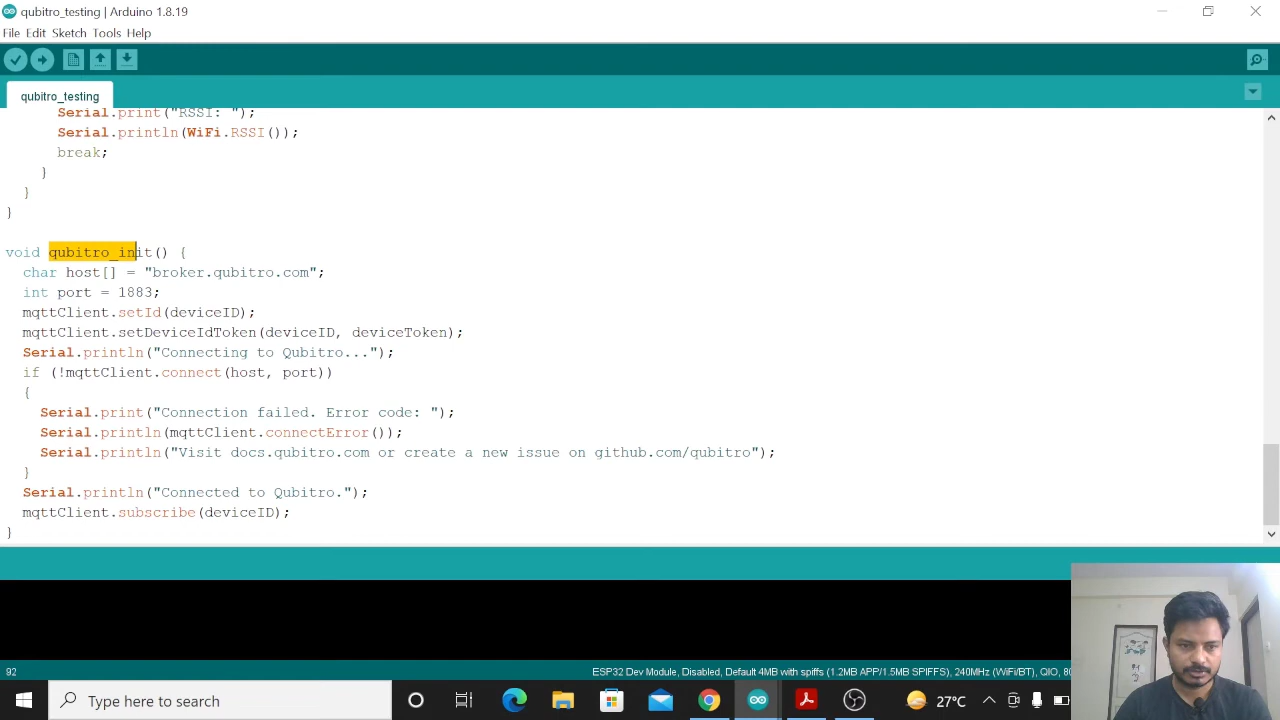 qubitro_testing | Arduino 1.8.19
File Edit Sketch Tools Help
qubitro_testing
Serial.print("RSSI: ");
Serial.println(WiFi.RSSI());
break;
}
}
}
void qubitro_init() {
char host[] = "broker.qubitro.com";
int port = 1883;
mqttClient.setId(deviceID);
mqttClient.setDeviceIdToken(deviceID, deviceToken);
Serial.println("Connecting to Qubitro...");
if (!mqttClient.connect(host, port))
{
Serial.print("Connection failed. Error code: ");
Serial.println(mqttClient.connectError());
Serial.println("Visit docs.qubitro.com or create a new issue on github.com/qubitro");
}
Serial.println("Connected to Qubitro.");
mqttClient.subscribe(deviceID);
}
92
ESP32 Dev Module, Disabled, Default 4MB with spiffs (1.2MB APP/1.5MB SPIFFS), 240MHz (WiFi/BT), QIO, 80
Type here to search
27°C